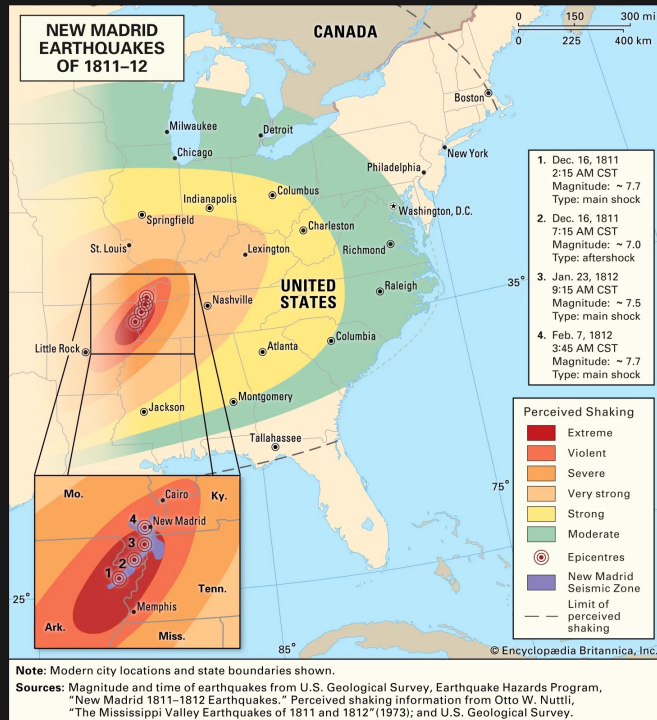 NEW MADRID
EARTHQUAKES
OF 1811–12
CANADA
0 150 300 mi
0 225 400 km
Boston
Milwaukee
Detroit
Chicago
New York
Philadelphia
Columbus
Indianapolis
Washington, D.C.
Springfield
Charleston
St. Louis
Lexington
Richmond
UNITED
STATES
35°
Raleigh
Nashville
Little Rock
Columbia
Atlanta
Jackson
Montgomery
Tallahassee
75°
25°
85°
1. Dec. 16, 1811
2:15 AM CST
Magnitude: ~ 7.7
Type: main shock
2. Dec. 16, 1811
7:15 AM CST
Magnitude: ~ 7.0
Type: aftershock
3. Jan. 23, 1812
9:15 AM CST
Magnitude: ~ 7.5
Type: main shock
4. Feb. 7, 1812
3:45 AM CST
Magnitude: ~ 7.7
Type: main shock
Perceived Shaking
Extreme
Violent
Severe
Very strong
Strong
Moderate
Epicentres
New Madrid
Seismic Zone
Limit of
perceived
shaking
Mo.
Cairo
Ky.
4
New Madrid
3
2
1
Tenn.
Memphis
Ark.
Miss.
© Encyclopædia Britannica, Inc.
Note: Modern city locations and state boundaries shown.
Sources: Magnitude and time of earthquakes from U.S. Geological Survey, Earthquake Hazards Program,
"New Madrid 1811–1812 Earthquakes." Perceived shaking information from Otto W. Nuttli,
"The Mississippi Valley Earthquakes of 1811 and 1812" (1973); and U.S. Geological Survey.